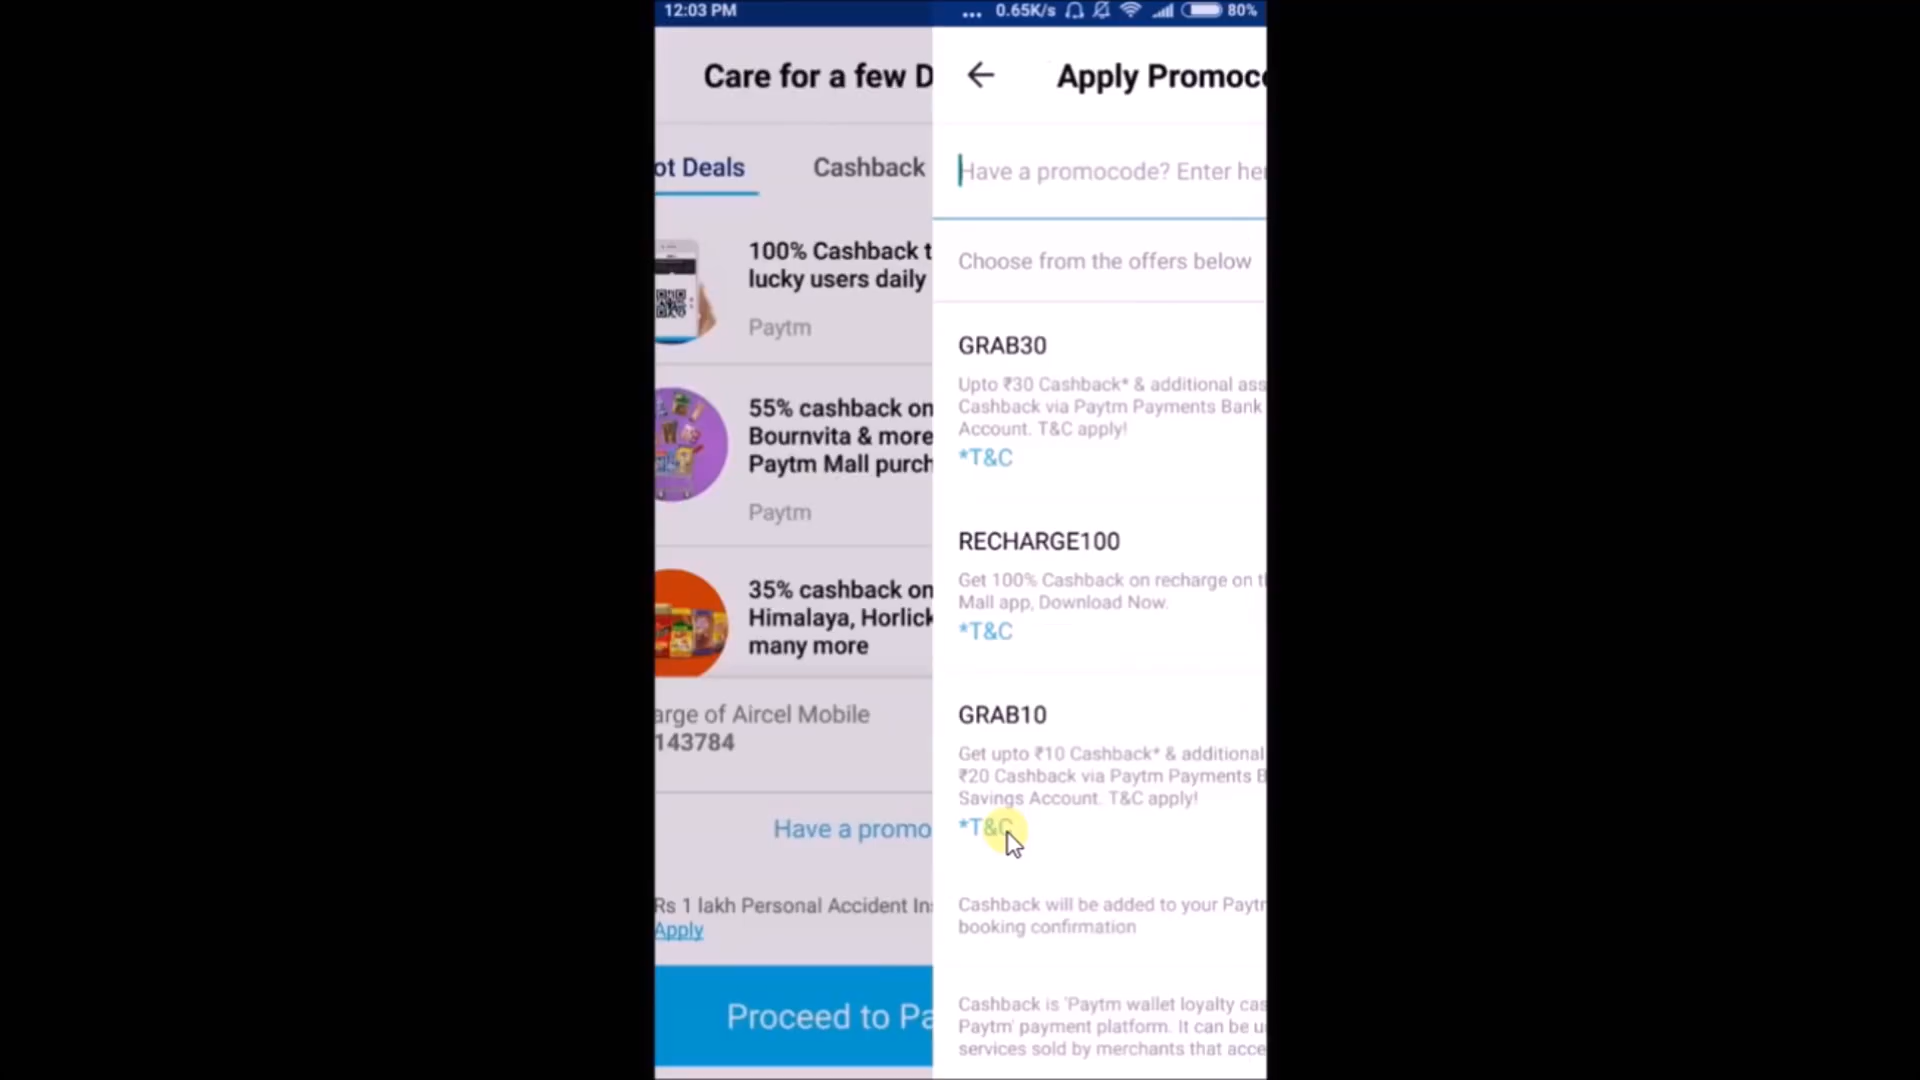 12:03 PM
... 0.65K/s 80%
Care for a few D
ot Deals Cashback
100% Cashback t
lucky users daily
Paytm
55% cashback on
Bournvita & more
Paytm Mall purch
Paytm
35% cashback on
Himalaya, Horlick
many more
arge of Aircel Mobile
143784
Have a promo
Rs 1 lakh Personal Accident In
Apply
Proceed to Pa
Apply Promoco
Have a promocode? Enter her
Choose from the offers below
GRAB30
Upto ₹30 Cashback* & additional ass
Cashback via Paytm Payments Bank
Account. T&C apply!
*T&C
RECHARGE100
Get 100% Cashback on recharge on t
Mall app, Download Now.
*T&C
GRAB10
Get upto ₹10 Cashback* & additional
₹20 Cashback via Paytm Payments B
Savings Account. T&C apply!
*T&C
Cashback will be added to your Payt
booking confirmation
Cashback is 'Paytm wallet loyalty cas
Paytm' payment platform. It can be u
services sold by merchants that acce